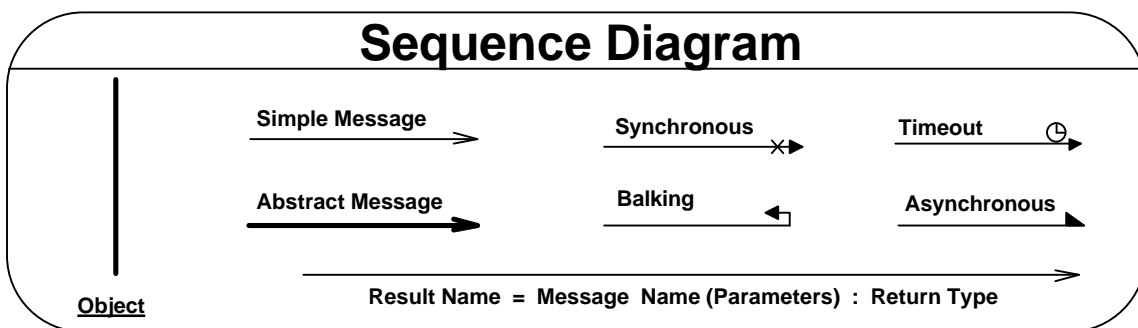 Sequence Diagram
Simple Message
Synchronous
Timeout
Abstract Message
Balking
Asynchronous
Object
Result Name = Message Name (Parameters) : Return Type